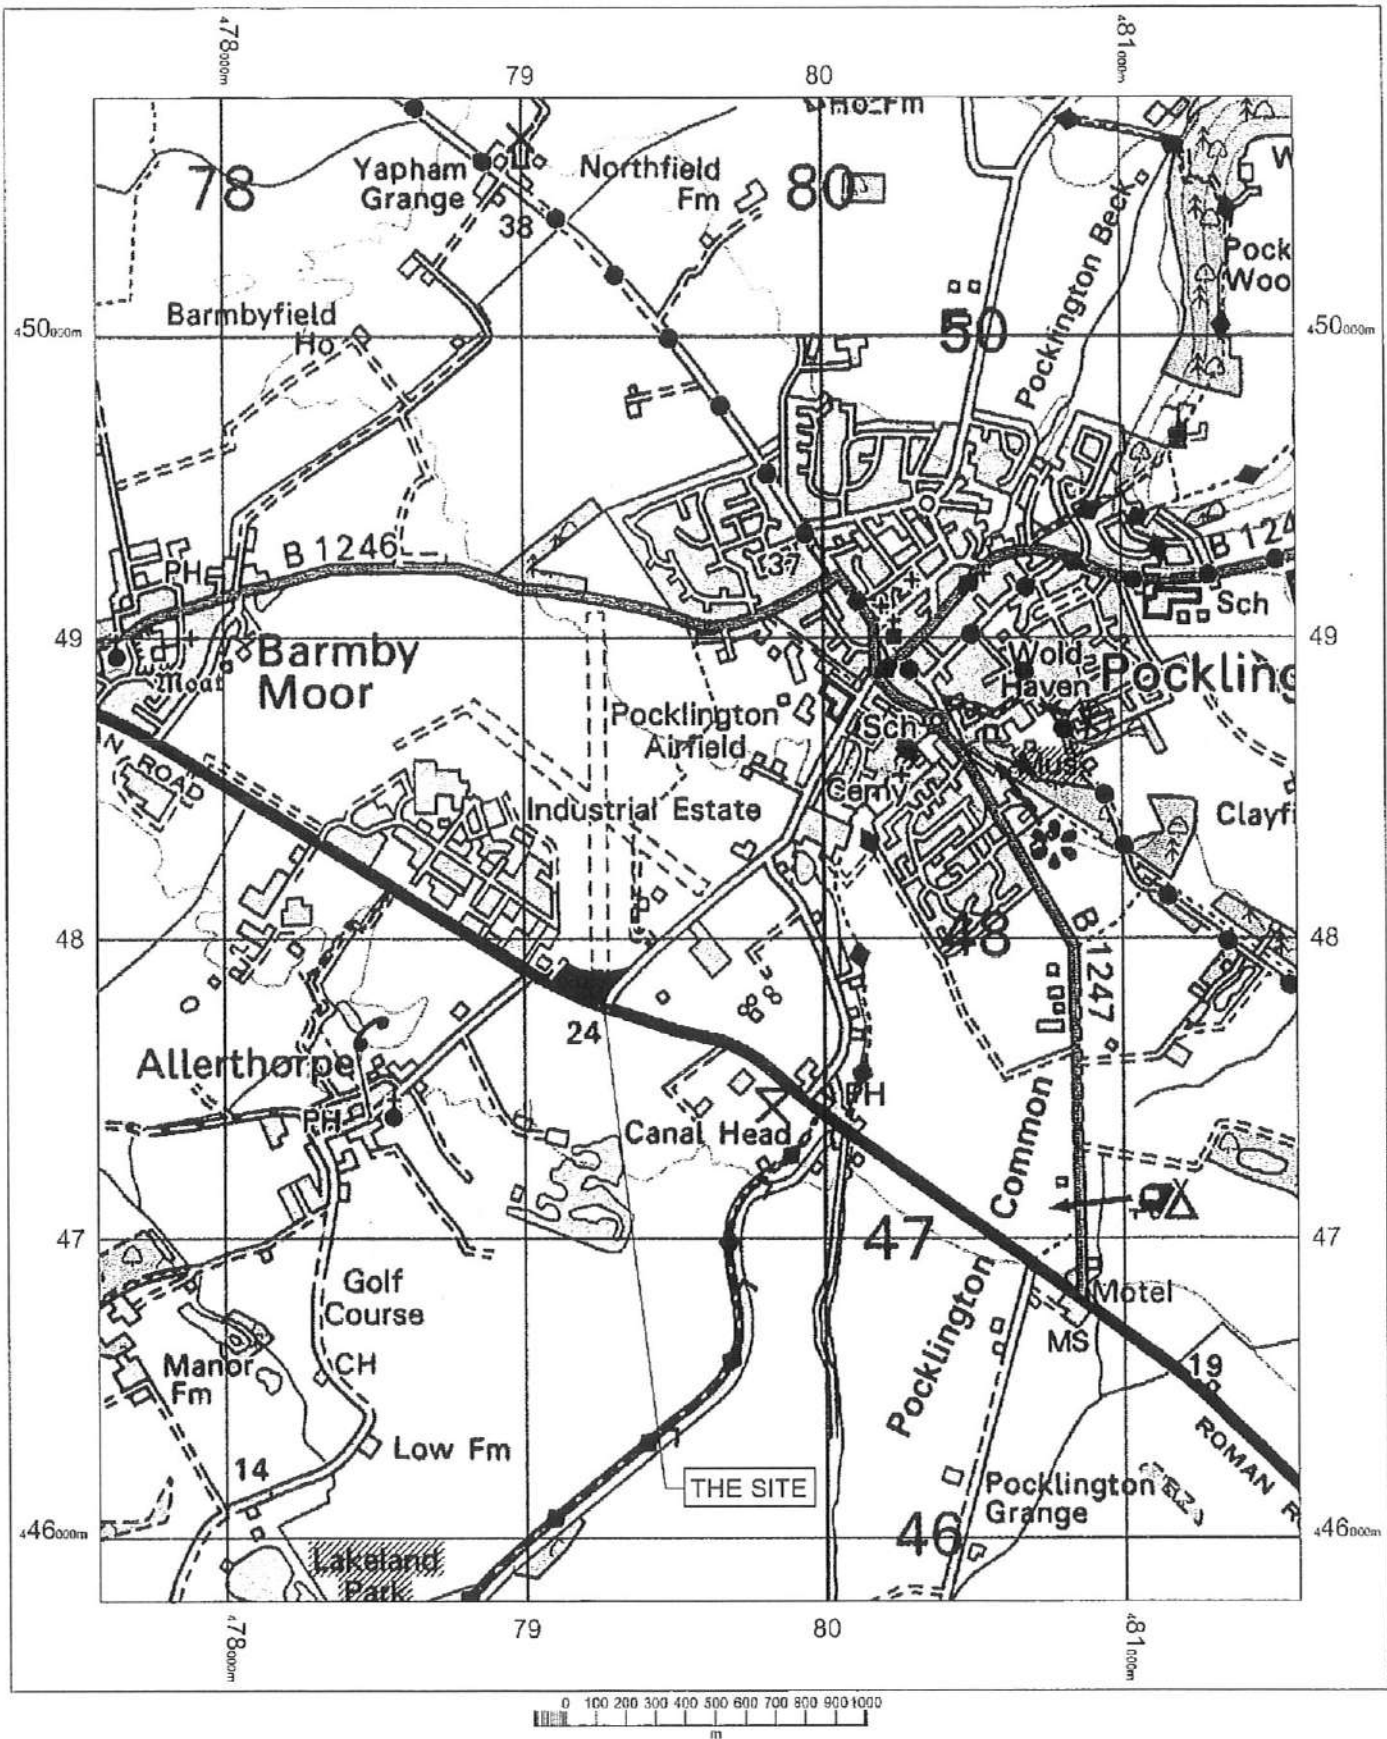 478000m
79
80
481000m
Ho Fm
Yapham
Grange
Northfield
Fm
78
80
38
W
Pock
Woo
Pocklington Beck
Barmbyfield
Ho
450000m
50
450000m
B 1246
PH
37
B 124
Sch
49
49
Barmby
Moor
Moat
Wold
Haven
Pockling
Pocklington
Airfield
Sch
Mus
N ROAD
Industrial Estate
Cemy
Clayf
48
48
48
B 1247
24
Allerthorpe
PH
PH
Canal Head
Pocklington Common
47
47
47
Golf
Course
Motel
MS
Manor
Fm
CH
19
Low Fm
ROMAN R
14
THE SITE
Pocklington
Grange
446000m
46
446000m
Lakeland
Park
478000m
79
80
481000m
0 100 200 300 400 500 600 700 800 900 1000
m